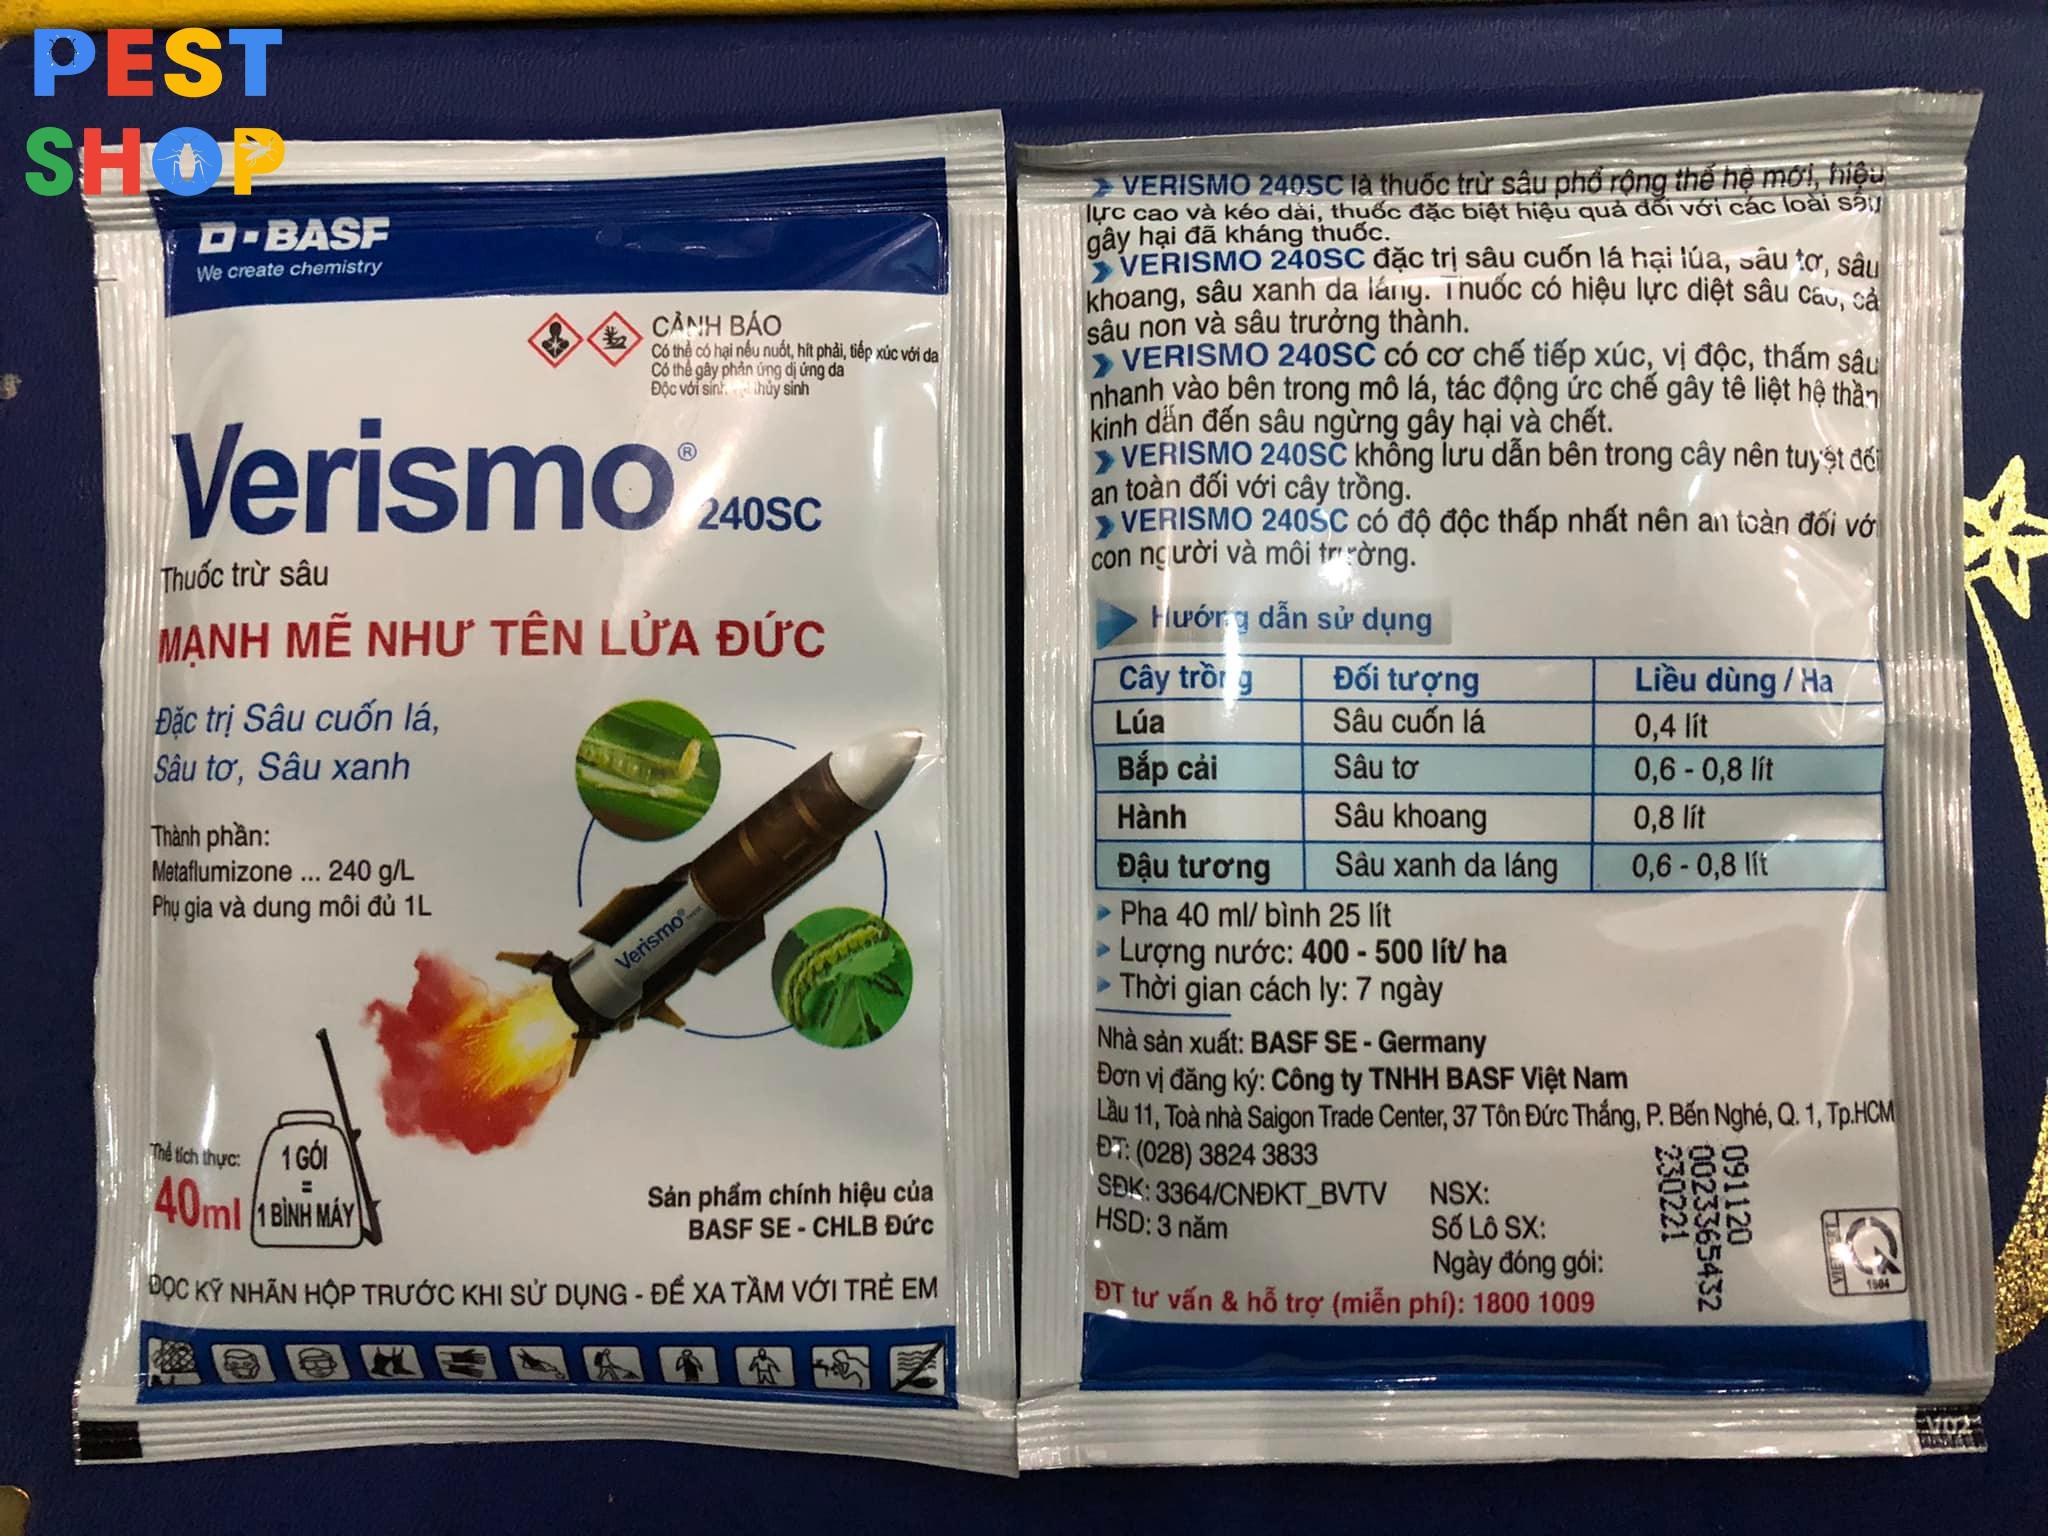 PEST
SHOP
BASF
We create chemistry
CẢNH BÁO
Có thể có hại nếu nuốt, hít phải, tiếp xúc với da
Có thể gây phản ứng dị ứng da
Độc với sinh thủy sinh
Verismo®
240SC
Thuốc trừ sâu
MẠNH MẼ NHƯ TÊN LỬA ĐỨC
Đặc trị Sâu cuốn lá,
Sâu tơ, Sâu xanh
Thành phần:
Metaflumizone ... 240 g/L
Phụ gia và dung môi đủ 1L
Verismo®
Thể tích thực:
40ml
1 GÓI
=
1 BÌNH MÁY
Sản phẩm chính hiệu của
BASF SE - CHLB Đức
ĐỌC KỸ NHÃN HỘP TRƯỚC KHI SỬ DỤNG - ĐỂ XA TẦM VỚI TRẺ EM
VERISMO 240SC là thuốc trừ sâu phổ rộng thế hệ mới, hiệu
lực cao và kéo dài, thuốc đặc biệt hiệu quả đối với các loài sâu
gây hại đã kháng thuốc.
VERISMO 240SC đặc trị sâu cuốn lá hại lúa, sâu tơ, sâu
khoang, sâu xanh da láng. Thuốc có hiệu lực diệt sâu cao, cả
sâu non và sâu trưởng thành.
VERISMO 240SC có cơ chế tiếp xúc, vị độc, thấm sâu
nhanh vào bên trong mô lá, tác động ức chế gây tê liệt hệ thần
kinh dẫn đến sâu ngừng gây hại và chết.
VERISMO 240SC không lưu dẫn bên trong cây nên tuyệt đối
an toàn đối với cây trồng.
VERISMO 240SC có độ độc thấp nhất nên an toàn đối với
con người và môi trường.
Hướng dẫn sử dụng
Cây trồng Đối tượng Liều dùng / Ha
Lúa Sâu cuốn lá 0,4 lít
Bắp cải Sâu tơ 0,6 - 0,8 lít
Hành Sâu khoang 0,8 lít
Đậu tương Sâu xanh da láng 0,6 - 0,8 lít
Pha 40 ml/ bình 25 lít
Lượng nước: 400 - 500 lít/ ha
Thời gian cách ly: 7 ngày
Nhà sản xuất: BASF SE - Germany
Đơn vị đăng ký: Công ty TNHH BASF Việt Nam
Lầu 11, Toà nhà Saigon Trade Center, 37 Tôn Đức Thắng, P. Bến Nghé, Q. 1, Tp.HCM
ĐT: (028) 3824 3833
SĐK: 3364/CNĐKT_BVTV NSX:
HSD: 3 năm Số Lô SX:
Ngày đóng gói:
091120
0023365432
230221
ĐT tư vấn & hỗ trợ (miễn phí): 1800 1009
V02